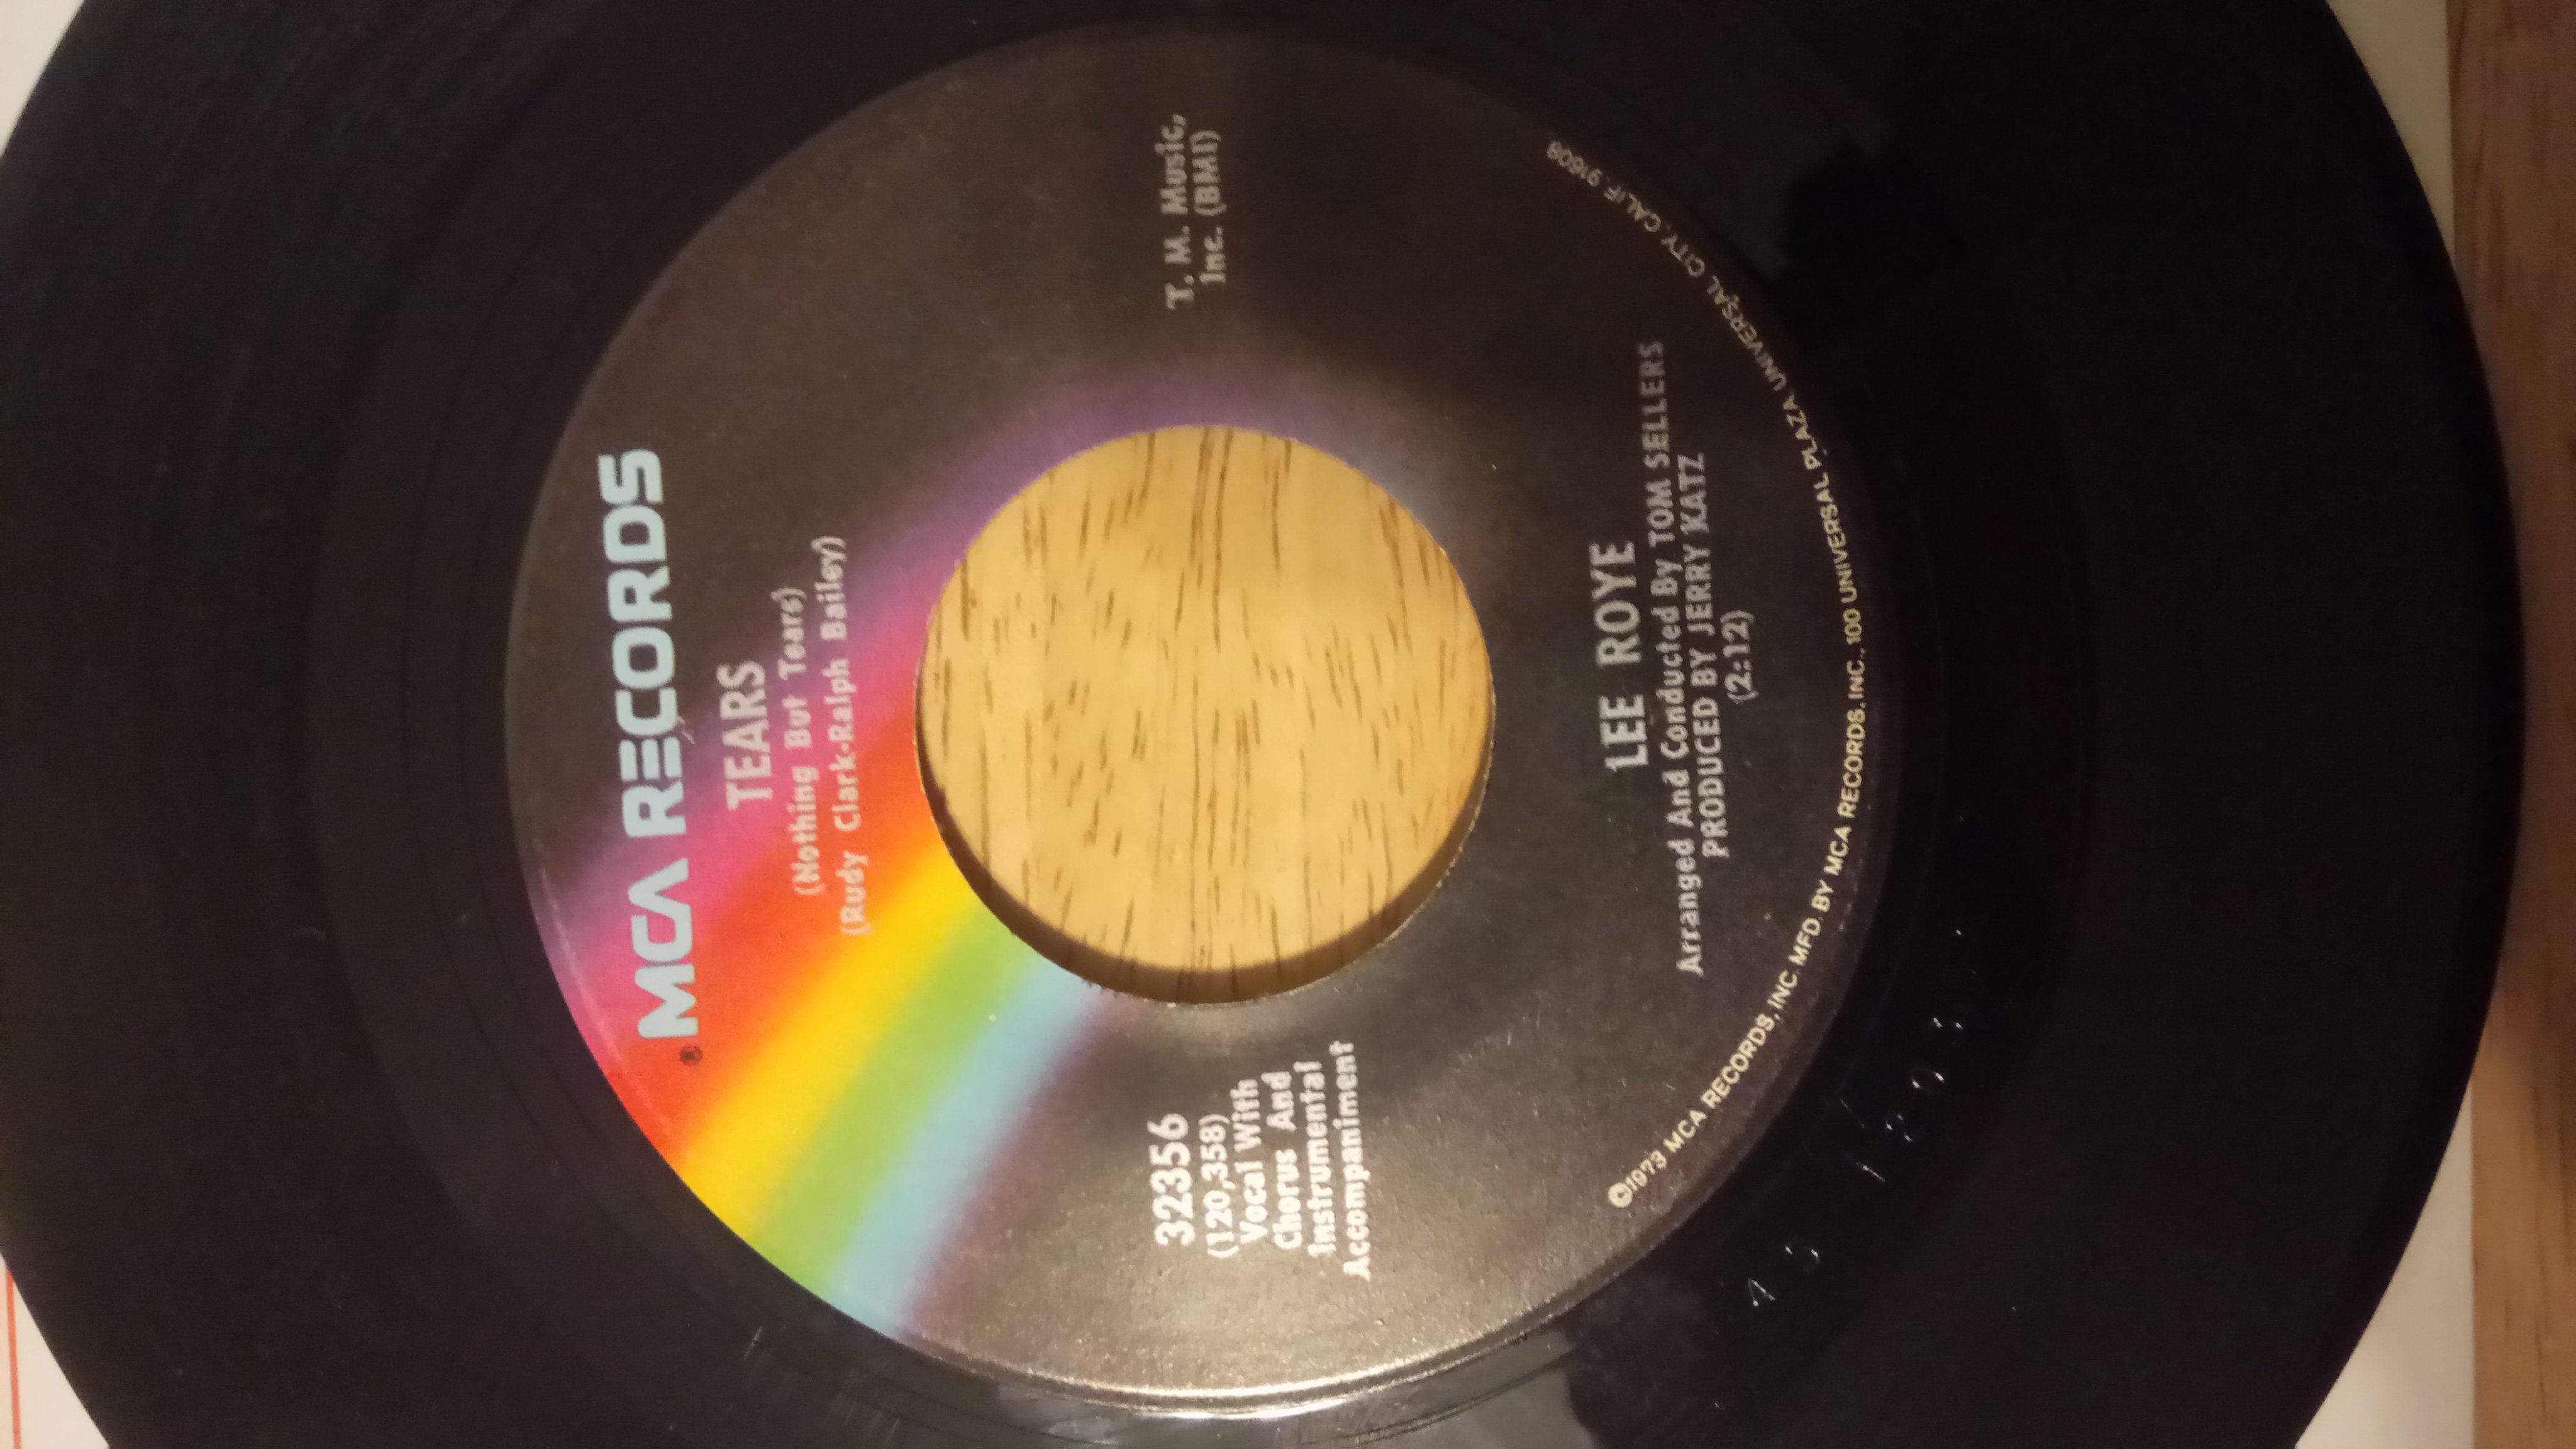 MCA RECORDS ®
TEARS
(Nothing But Tears)
(Rudy Clark-Ralph Bailey)
32356
(120,358)
Vocal With
Chorus And
Instrumental
Accompaniment
T. M. Music,
Inc. (BMI)
LEE ROYE
Arranged And Conducted By TOM SELLERS
PRODUCED BY JERRY KATZ
(2:12)
©1973 MCA RECORDS, INC. MFD. BY MCA RECORDS, INC., 100 UNIVERSAL PLAZA, UNIVERSAL CITY, CALIF. 91608